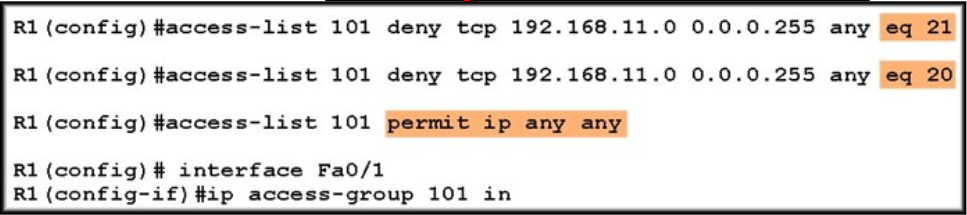 R1(config)#access-list 101 deny tcp 192.168.11.0 0.0.0.255 any eq 21
R1(config)#access-list 101 deny tcp 192.168.11.0 0.0.0.255 any eq 20
R1(config)#access-list 101 permit ip any any
R1(config)# interface Fa0/1
R1(config-if)#ip access-group 101 in